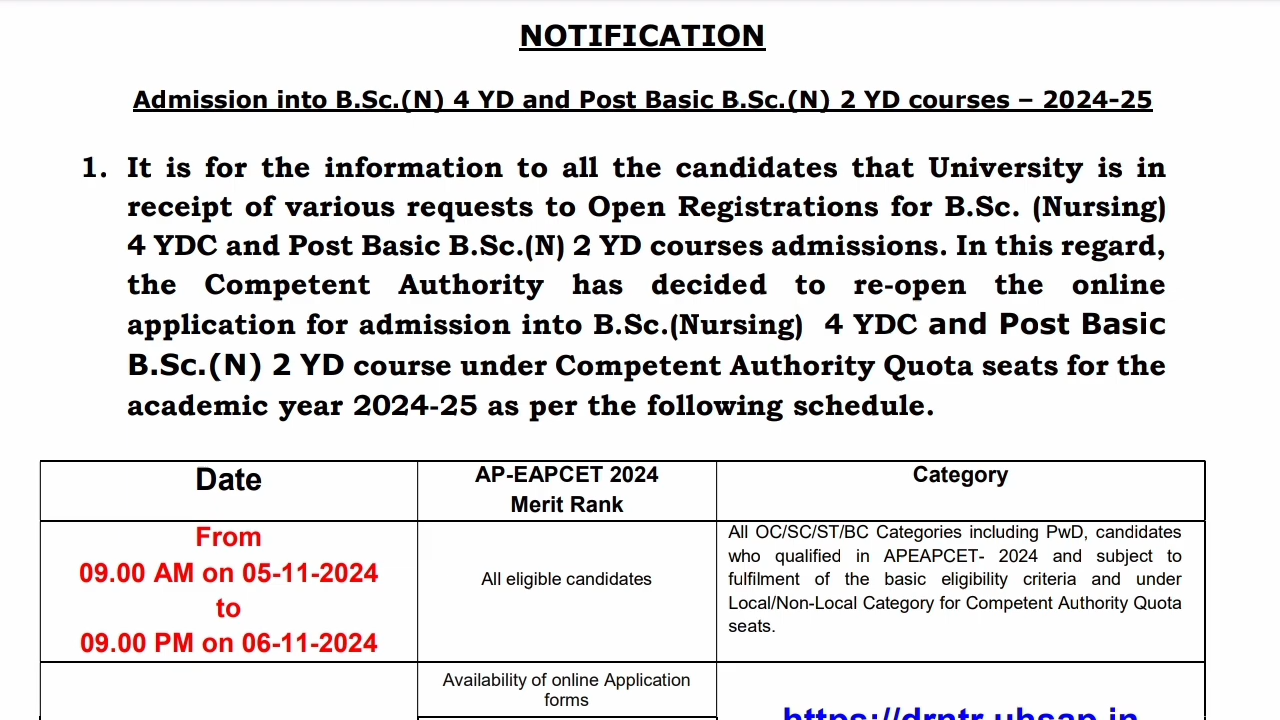 NOTIFICATION
Admission into B.Sc.(N) 4 YD and Post Basic B.Sc.(N) 2 YD courses – 2024-25
1. It is for the information to all the candidates that University is in
receipt of various requests to Open Registrations for B.Sc. (Nursing)
4 YDC and Post Basic B.Sc.(N) 2 YD courses admissions. In this regard,
the Competent Authority has decided to re-open the online
application for admission into B.Sc.(Nursing) 4 YDC and Post Basic
B.Sc.(N) 2 YD course under Competent Authority Quota seats for the
academic year 2024-25 as per the following schedule.
Date
AP-EAPCET 2024
Merit Rank
Category
From
09.00 AM on 05-11-2024
to
09.00 PM on 06-11-2024
All eligible candidates
All OC/SC/ST/BC Categories including PwD, candidates
who qualified in APEAPCET- 2024 and subject to
fulfilment of the basic eligibility criteria and under
Local/Non-Local Category for Competent Authority Quota
seats.
Availability of online Application
forms
https://drntr.uhsap.in